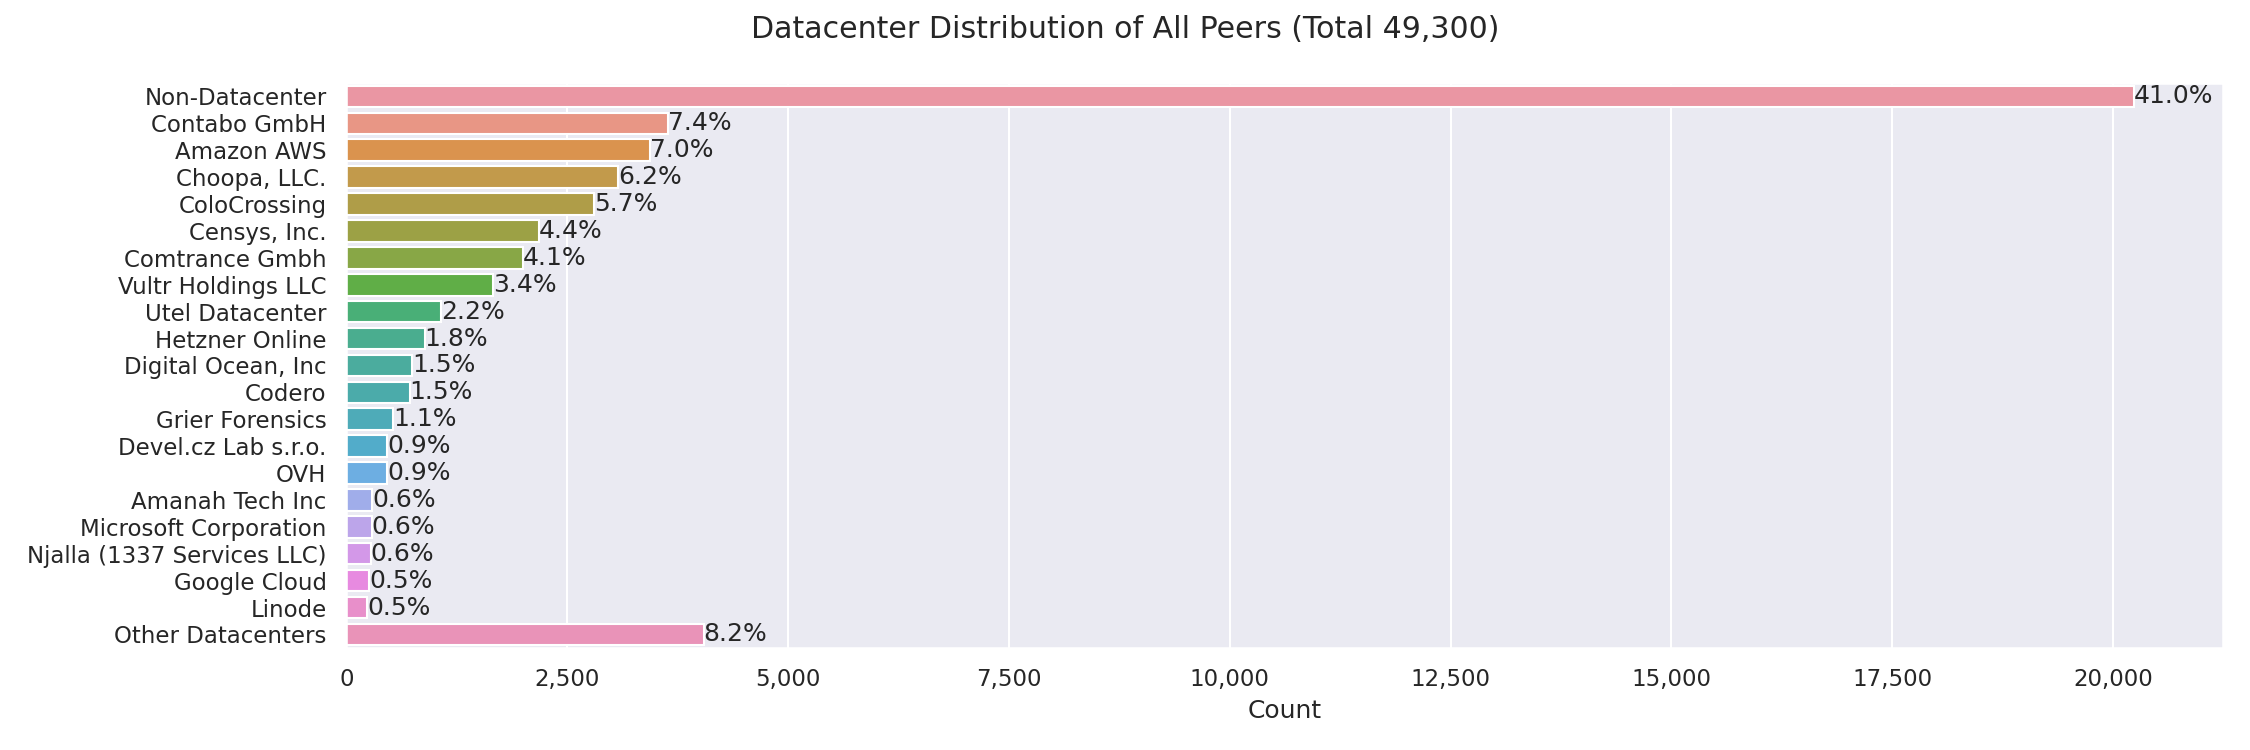 Datacenter Distribution of All Peers (Total 49,300)
Non-Datacenter 41.0%
Contabo GmbH 7.4%
Amazon AWS 7.0%
Choopa, LLC. 6.2%
ColoCrossing 5.7%
Censys, Inc. 4.4%
Comtrance Gmbh 4.1%
Vultr Holdings LLC 3.4%
Utel Datacenter 2.2%
Hetzner Online 1.8%
Digital Ocean, Inc 1.5%
Codero 1.5%
Grier Forensics 1.1%
Devel.cz Lab s.r.o. 0.9%
OVH 0.9%
Amanah Tech Inc 0.6%
Microsoft Corporation 0.6%
Njalla (1337 Services LLC) 0.6%
Google Cloud 0.5%
Linode 0.5%
Other Datacenters 8.2%
0 2,500 5,000 7,500 10,000 12,500 15,000 17,500 20,000
Count